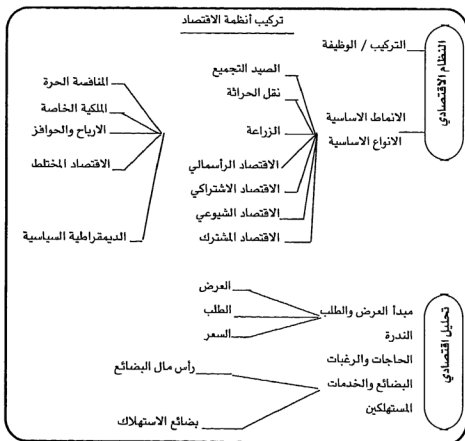 تركيب أنظمة الاقتصاد
النظام الاقتصادي
التركيب / الوظيفة
الانماط الاساسية
الانواع الاساسية
الصيد التجميع
نقل الحراثة
الزراعة
الاقتصاد الرأسمالي
الاقتصاد الاشتراكي
الاقتصاد الشيوعي
الاقتصاد المشترك
المنافسة الحرة
الملكية الخاصة
الارباح والحوافز
الاقتصاد المختلط
الديمقراطية السياسية
تحليل اقتصادي
مبدأ العرض والطلب
الندرة
الحاجات والرغبات
البضائع والخدمات
المستهلكين
العرض
الطلب
السعر
رأس مال البضائع
بضائع الاستهلاك